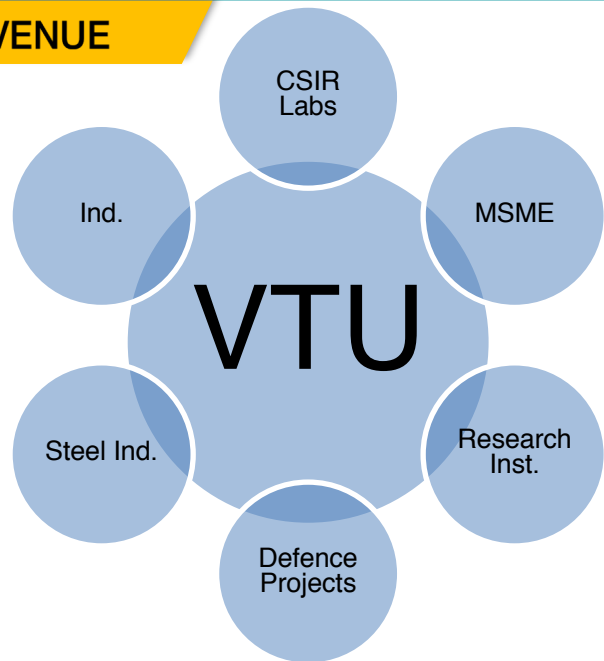 VENUE
CSIR
Labs
Ind.
MSME
VTU
Steel Ind.
Research
Inst.
Defence
Projects